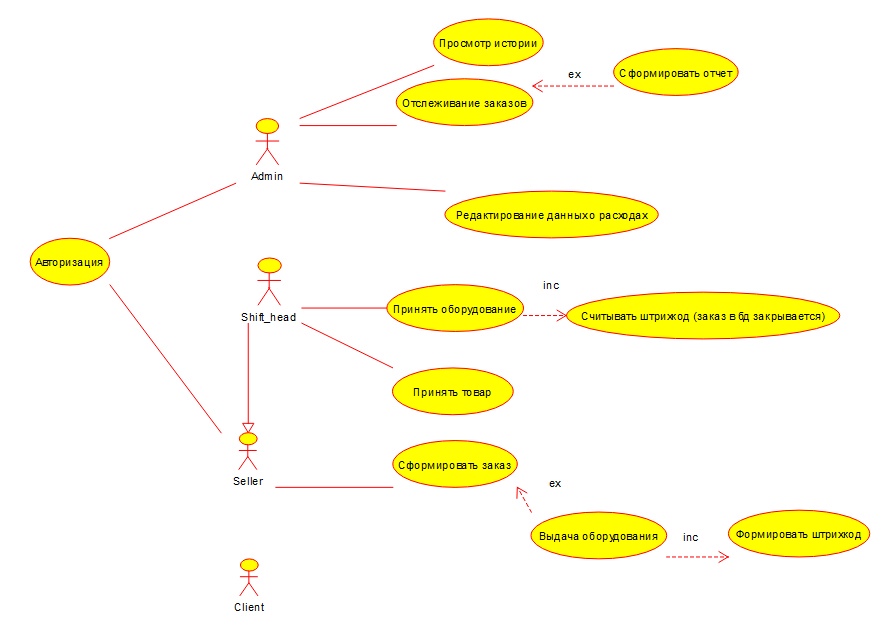 Просмотр истории
ex
Сформировать отчет
Отслеживание заказов
Admin
Редактирование данных о расходах
Авторизация
inc
Принять оборудование
Считывать штрихкод (заказ в бд закрывается)
Shift_head
Принять товар
Сформировать заказ
Seller
ex
Выдача оборудования
inc
Формировать штрихкод
Client